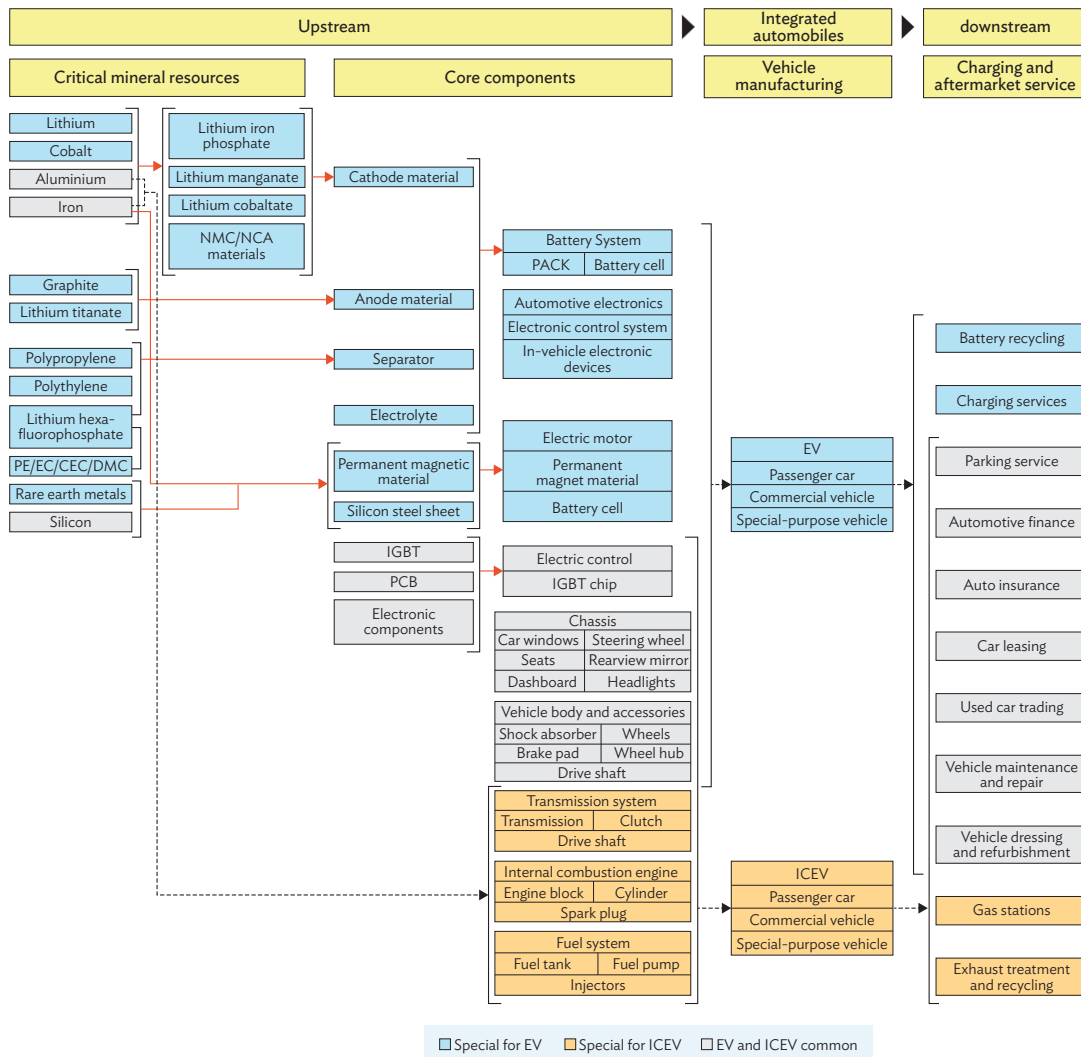 Upstream
Integrated
automobiles
downstream
Critical mineral resources
Core components
Vehicle
manufacturing
Charging and
aftermarket service
Lithium
Cobalt
Aluminium
Iron
Graphite
Lithium titanate
Polypropylene
Polythylene
Lithium hexa-
fluorophosphate
PE/EC/CEC/DMC
Rare earth metals
Silicon
Lithium iron
phosphate
Lithium manganate
Lithium cobaltate
NMC/NCA
materials
Cathode material
Anode material
Separator
Electrolyte
Permanent magnetic
material
Silicon steel sheet
IGBT
PCB
Electronic
components
Battery System
PACK
Battery cell
Automotive electronics
Electronic control system
In-vehicle electronic
devices
Electric motor
Permanent
magnet material
Battery cell
Electric control
IGBT chip
Chassis
Car windows
Steering wheel
Seats
Rearview mirror
Dashboard
Headlights
Vehicle body and accessories
Shock absorber
Wheels
Brake pad
Wheel hub
Drive shaft
Transmission system
Transmission
Clutch
Drive shaft
Internal combustion engine
Engine block
Cylinder
Spark plug
Fuel system
Fuel tank
Fuel pump
Injectors
EV
Passenger car
Commercial vehicle
Special-purpose vehicle
ICEV
Passenger car
Commercial vehicle
Special-purpose vehicle
Battery recycling
Charging services
Parking service
Automotive finance
Auto insurance
Car leasing
Used car trading
Vehicle maintenance
and repair
Vehicle dressing
and refurbishment
Gas stations
Exhaust treatment
and recycling
Special for EV
Special for ICEV
EV and ICEV common